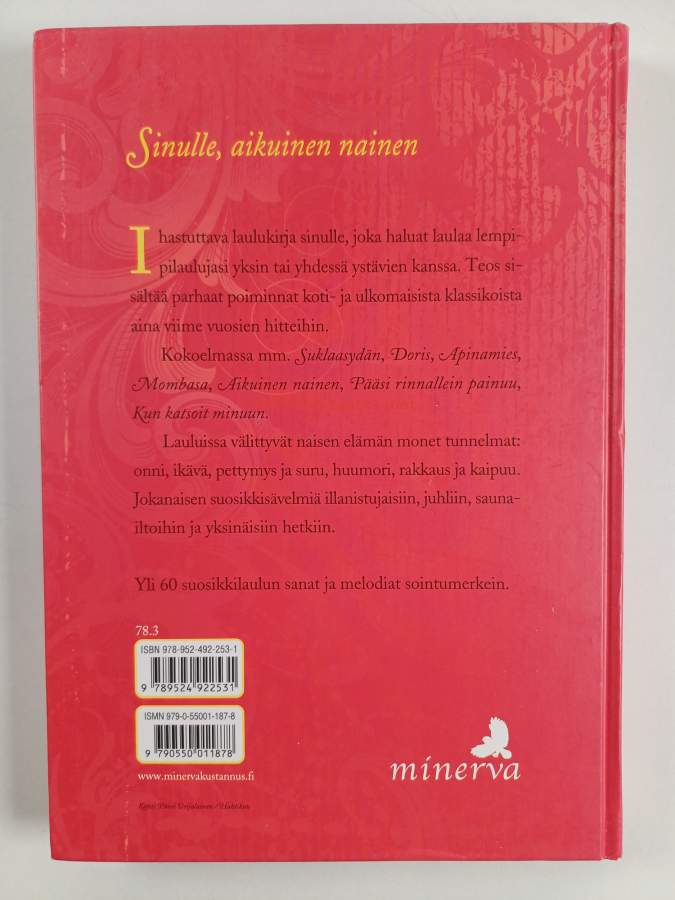 Sinulle, aikuinen nainen
Ihastuttava laulukirja sinulle, joka haluat laulaa lempi-
pilaulujasi yksin tai yhdessä ystävien kanssa. Teos si-
sältää parhaat poiminnat koti- ja ulkomaisista klassikoista
aina viime vuosien hitteihin.
Kokoelmassa mm. Suklaasydän, Doris, Apinamies,
Mombasa, Aikuinen nainen, Pääsi rinnallein painuu,
Kun katsoit minuun.
Lauluissa välittyvät naisen elämän monet tunnelmat:
onni, ikävä, pettymys ja suru, huumori, rakkaus ja kaipuu.
Jokanaisen suosikkisävelmiä illanistujaisiin, juhliin, sauna-
iltoihin ja yksinäisiin hetkiin.
Yli 60 suosikkilaulun sanat ja melodiat sointumerkein.
78.3
ISBN 978-952-492-253-1
9 789524 922531
ISMN 979-0-55001-187-8
9 790550 011878
www.minervakustannus.fi
minerva
Kansi Päivi